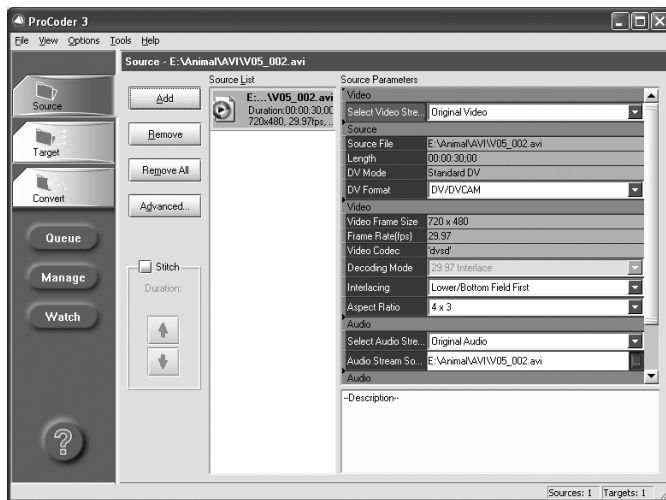 ProCoder 3
File View Options Tools Help
Source - E:\Animal\AVI\V05_002.avi
Source
Target
Convert
Queue
Manage
Watch
?
Add
Remove
Remove All
Advanced...
Stitch
Duration:
Source List
E:...\V05_002.avi
Duration:00:00:30;00
720x480, 29.97fps, ..
Source Parameters
Video
Select Video Stre... Original Video
Source
Source File E:\Animal\AVI\V05_002.avi
Length 00:00:30;00
DV Mode Standard DV
DV Format DV/DVCAM
Video
Video Frame Size 720 x 480
Frame Rate(fps) 29.97
Video Codec 'dvsd'
Decoding Mode 29.97 Interlace
Interlacing Lower/Bottom Field First
Aspect Ratio 4 x 3
Audio
Select Audio Stre... Original Audio
Audio Stream So... E:\Animal\AVI\V05_002.avi ...
Audio
--Description--
Sources: 1 Targets: 1